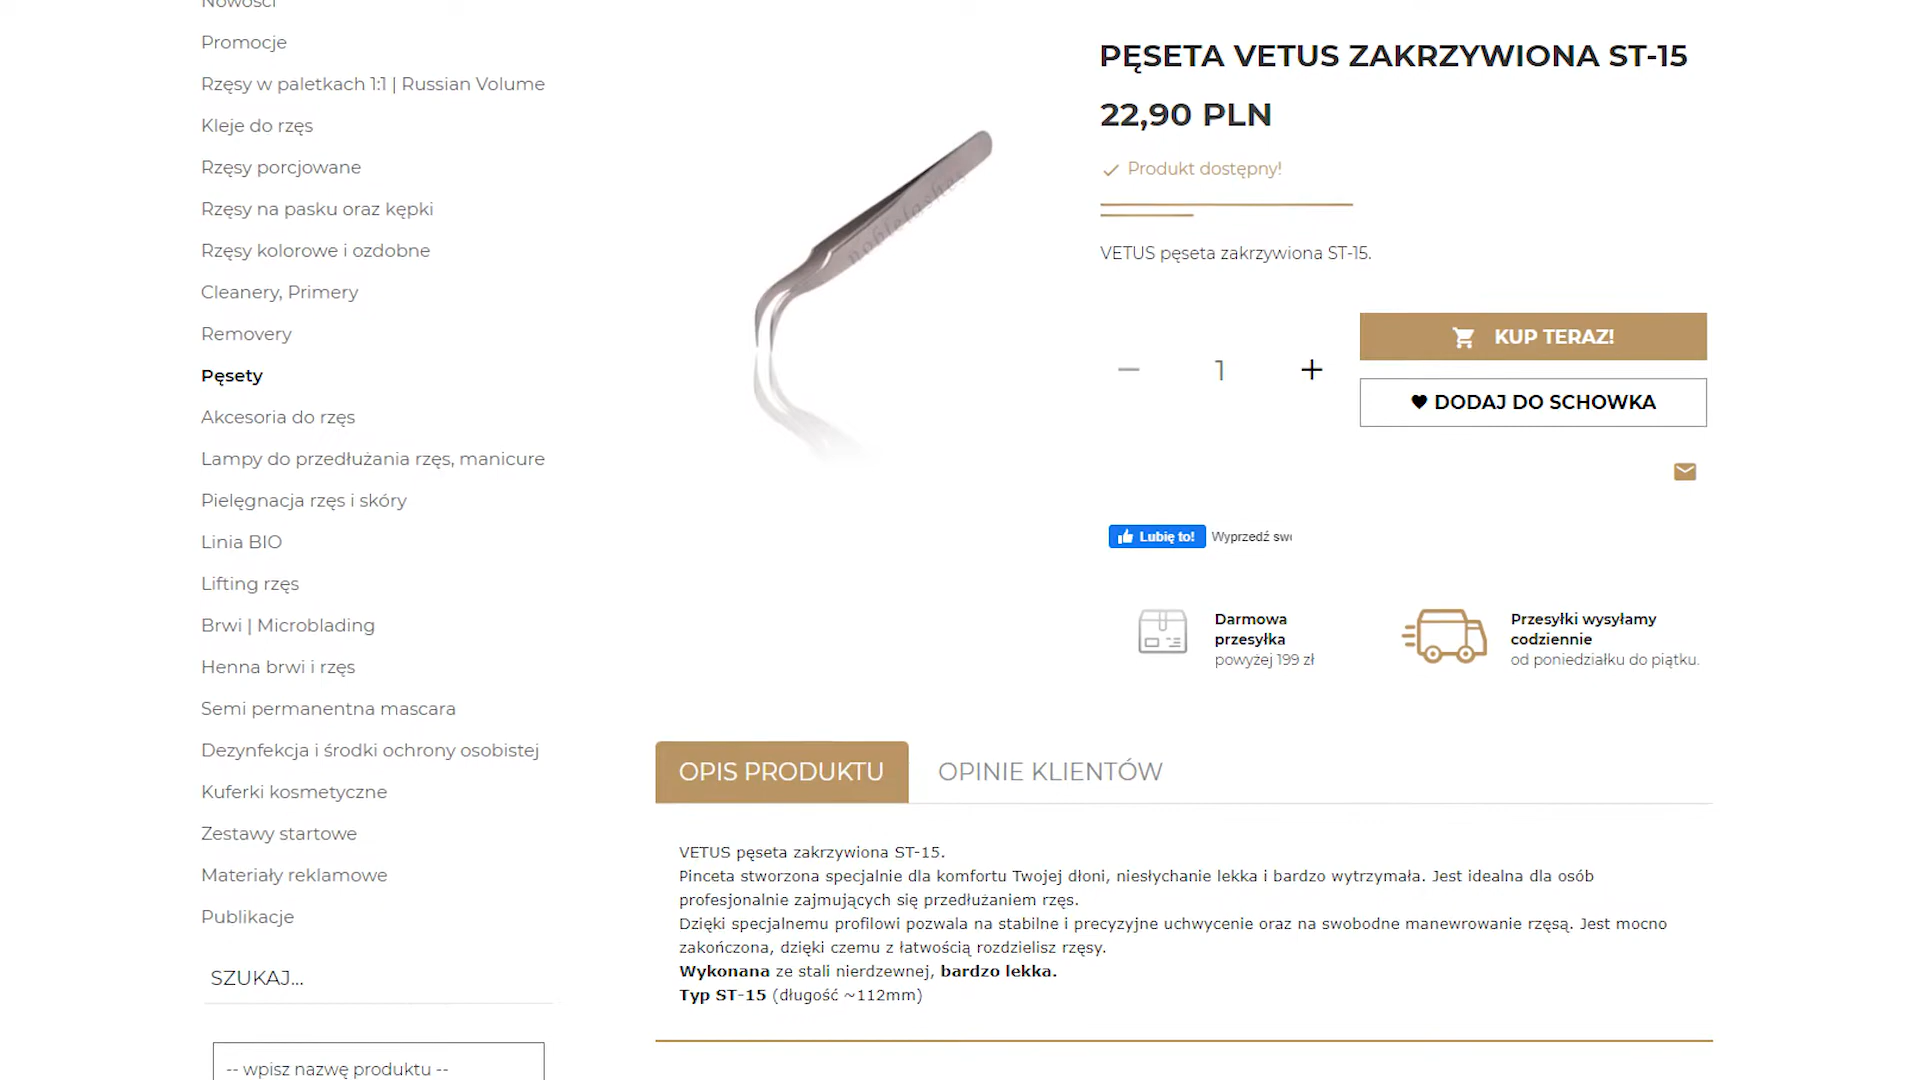 Nowości
Promocje
Rzęsy w paletkach 1:1 | Russian Volume
Kleje do rzęs
Rzęsy porcjowane
Rzęsy na pasku oraz kępki
Rzęsy kolorowe i ozdobne
Cleanery, Primery
Removery
Pęsety
Akcesoria do rzęs
Lampy do przedłużania rzęs, manicure
Pielęgnacja rzęs i skóry
Linia BIO
Lifting rzęs
Brwi | Microblading
Henna brwi i rzęs
Semi permanentna mascara
Dezynfekcja i środki ochrony osobistej
Kuferki kosmetyczne
Zestawy startowe
Materiały reklamowe
Publikacje
SZUKAJ...
-- wpisz nazwę produktu --
noblelashes
PĘSETA VETUS ZAKRZYWIONA ST-15
22,90 PLN
Produkt dostępny!
VETUS pęseta zakrzywiona ST-15.
1
KUP TERAZ!
DODAJ DO SCHOWKA
Lubię to! Wyprzedź swo
Darmowa
przesyłka
powyżej 199 zł
Przesyłki wysyłamy
codziennie
od poniedziałku do piątku.
OPIS PRODUKTU
OPINIE KLIENTÓW
VETUS pęseta zakrzywiona ST-15.
Pinceta stworzona specjalnie dla komfortu Twojej dłoni, niesłychanie lekka i bardzo wytrzymała. Jest idealna dla osób
profesjonalnie zajmujących się przedłużaniem rzęs.
Dzięki specjalnemu profilowi pozwala na stabilne i precyzyjne uchwycenie oraz na swobodne manewrowanie rzęsą. Jest mocno
zakończona, dzięki czemu z łatwością rozdzielisz rzęsy.
Wykonana ze stali nierdzewnej, bardzo lekka.
Typ ST-15 (długość ~112mm)